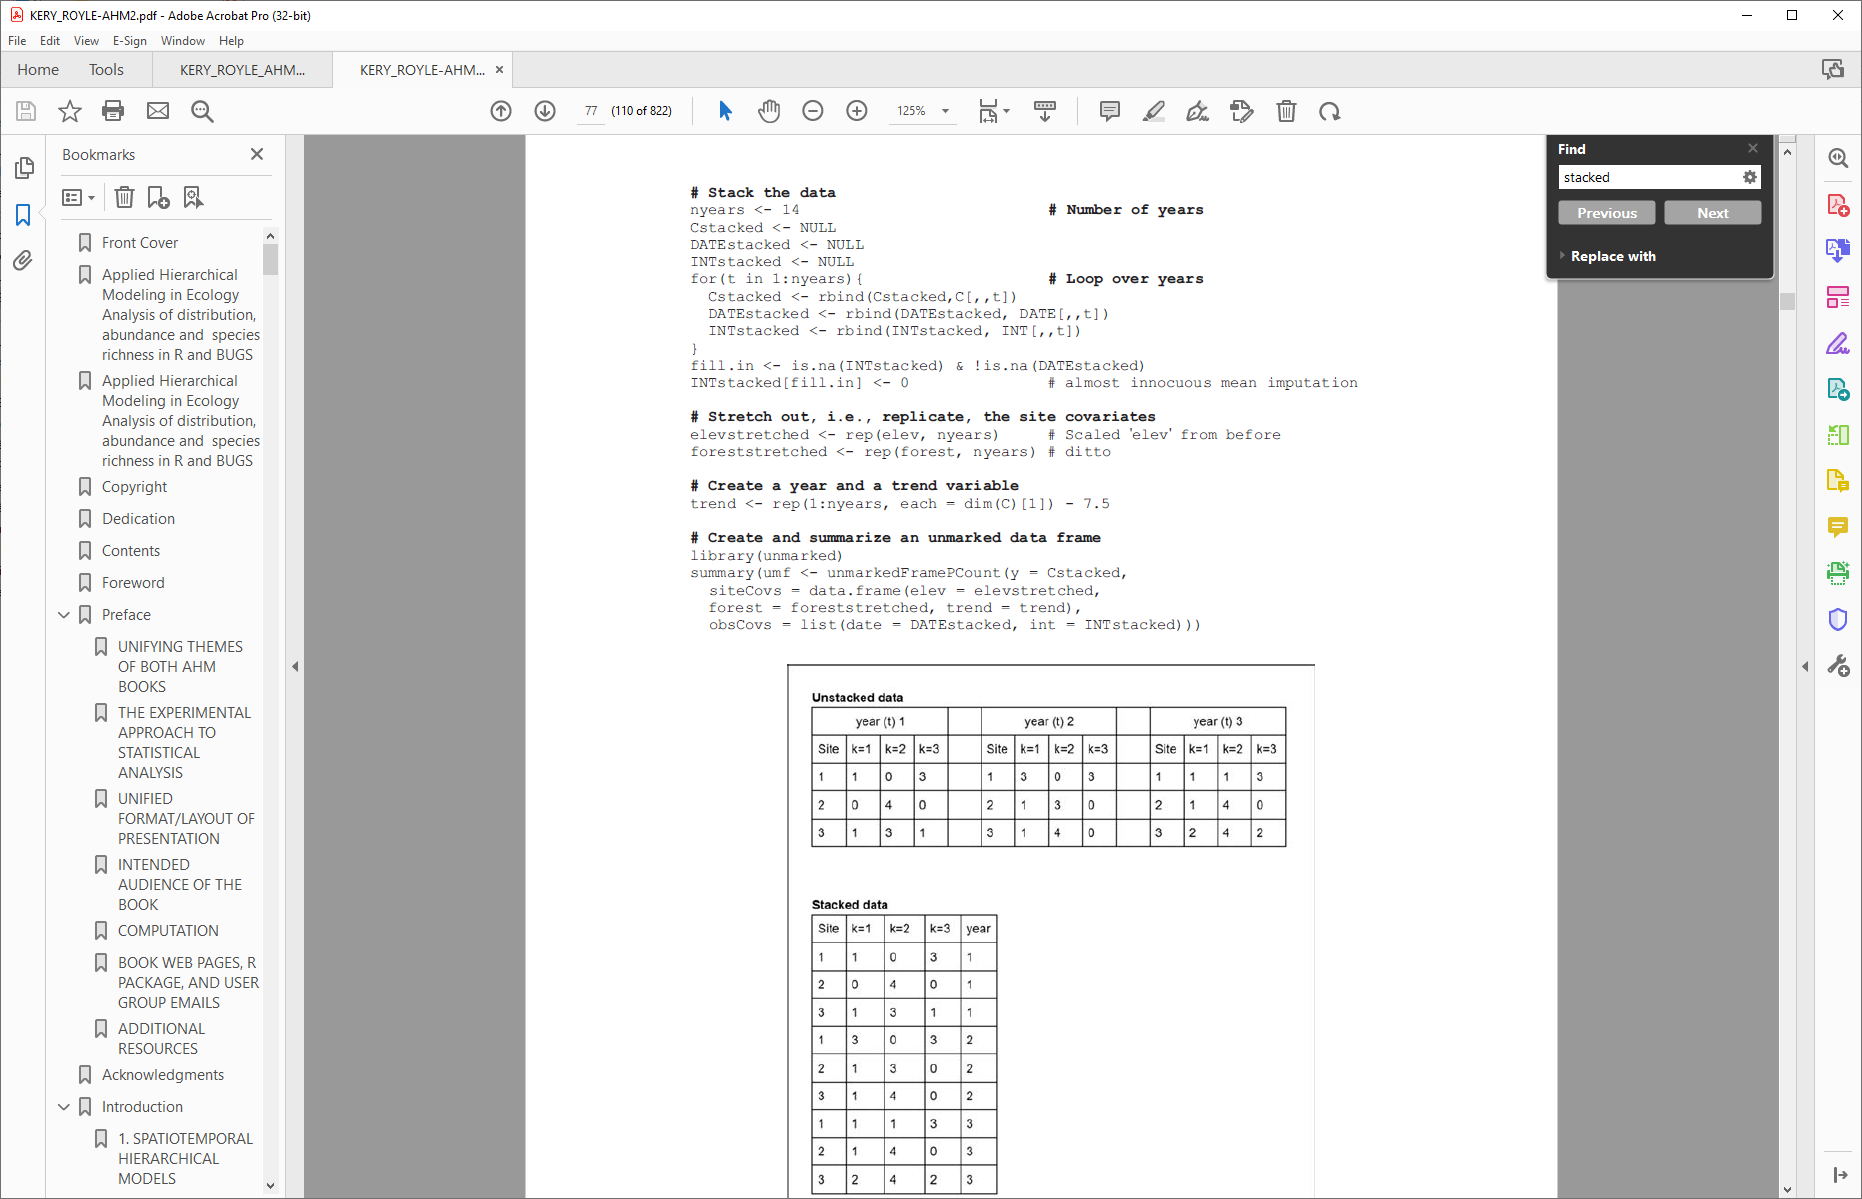 KERY_ROYLE-AHM2.pdf - Adobe Acrobat Pro (32-bit)
File Edit View E-Sign Window Help
Home Tools KERY_ROYLE_AHM... KERY_ROYLE-AHM... ×
77 (110 of 822) 125%
Bookmarks
Front Cover
Applied Hierarchical
Modeling in Ecology
Analysis of distribution,
abundance and species
richness in R and BUGS
Applied Hierarchical
Modeling in Ecology
Analysis of distribution,
abundance and species
richness in R and BUGS
Copyright
Dedication
Contents
Foreword
Preface
UNIFYING THEMES
OF BOTH AHM
BOOKS
THE EXPERIMENTAL
APPROACH TO
STATISTICAL
ANALYSIS
UNIFIED
FORMAT/LAYOUT OF
PRESENTATION
INTENDED
AUDIENCE OF THE
BOOK
COMPUTATION
BOOK WEB PAGES, R
PACKAGE, AND USER
GROUP EMAILS
ADDITIONAL
RESOURCES
Acknowledgments
Introduction
1. SPATIOTEMPORAL
HIERARCHICAL
MODELS
# Stack the data
nyears <- 14 # Number of years
Cstacked <- NULL
DATEstacked <- NULL
INTstacked <- NULL
for(t in 1:nyears){ # Loop over years
Cstacked <- rbind(Cstacked,C[,,t])
DATEstacked <- rbind(DATEstacked, DATE[,,t])
INTstacked <- rbind(INTstacked, INT[,,t])
}
fill.in <- is.na(INTstacked) & !is.na(DATEstacked)
INTstacked[fill.in] <- 0 # almost innocuous mean imputation
# Stretch out, i.e., replicate, the site covariates
elevstretched <- rep(elev, nyears) # Scaled 'elev' from before
foreststretched <- rep(forest, nyears) # ditto
# Create a year and a trend variable
trend <- rep(1:nyears, each = dim(C)[1]) - 7.5
# Create and summarize an unmarked data frame
library(unmarked)
summary(umf <- unmarkedFramePCount(y = Cstacked,
siteCovs = data.frame(elev = elevstretched,
forest = foreststretched, trend = trend),
obsCovs = list(date = DATEstacked, int = INTstacked)))
Unstacked data
year (t) 1 year (t) 2 year (t) 3
Site k=1 k=2 k=3 Site k=1 k=2 k=3 Site k=1 k=2 k=3
1 1 0 3 1 3 0 3 1 1 1 3
2 0 4 0 2 1 3 0 2 1 4 0
3 1 3 1 3 1 4 0 3 2 4 2
Stacked data
Site k=1 k=2 k=3 year
1 1 0 3 1
2 0 4 0 1
3 1 3 1 1
1 3 0 3 2
2 1 3 0 2
3 1 4 0 2
1 1 1 3 3
2 1 4 0 3
3 2 4 2 3
Find
stacked
Previous Next
Replace with